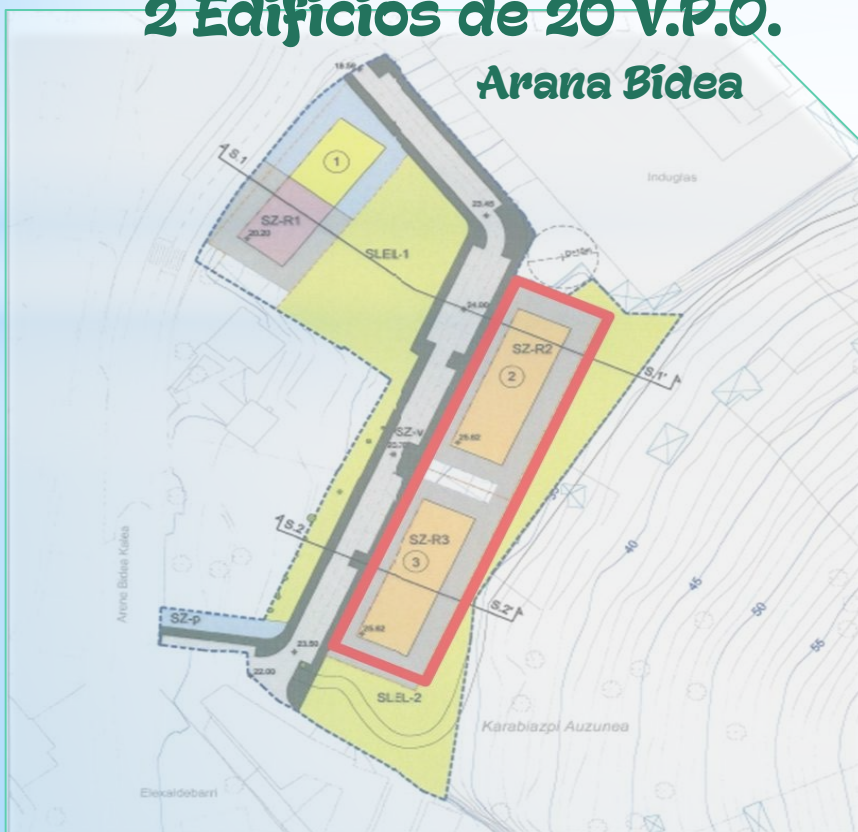 2 Edificios de 20 V.P.O.
Arana Bidea
18.50
S.1
1
Induglas
SZ-R1
20.20
23.45
SLEL-1
D=10m
24.00
SZ-R2
2
S.1'
SZ-v
25.62
S.2
SZ-R3
3
40
45
50
55
Arene Bidea Kalea
S.2'
SZ-p
25.62
23.50
22.00
SLEL-2
Karabiazpi Auzunea
Elexaldebarri